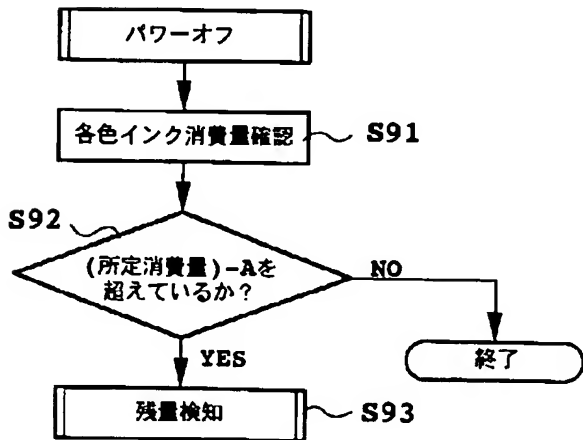 パワーオフ
各色インク消費量確認
S91
S92
(所定消費量)-Aを
超えているか?
NO
YES
終了
残量検知
S93